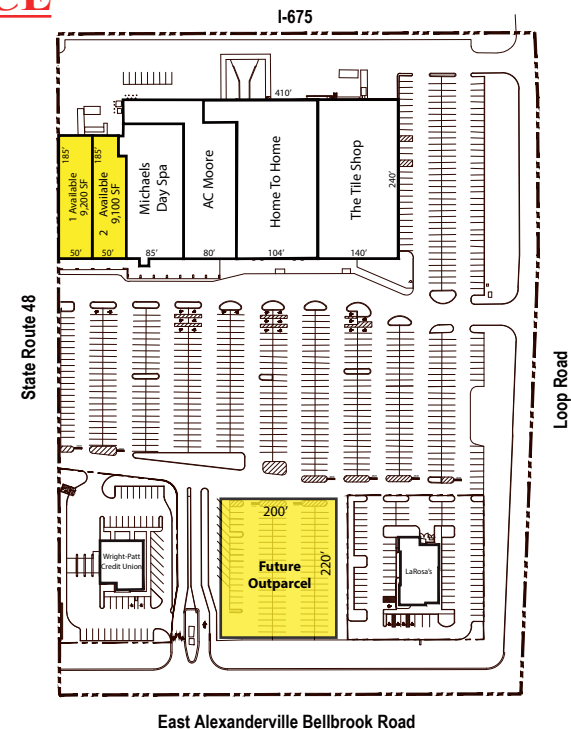 CE
I-675
410'
185'
1 Available
9,200 SF
50'
185'
2 Available
9,100 SF
50'
Michaels
Day Spa
85'
AC Moore
80'
Home To Home
104'
The Tile Shop
240'
140'
State Route 48
Loop Road
200'
220'
Future
Outparcel
Wright-Patt
Credit Union
LaRosa's
East Alexanderville Bellbrook Road